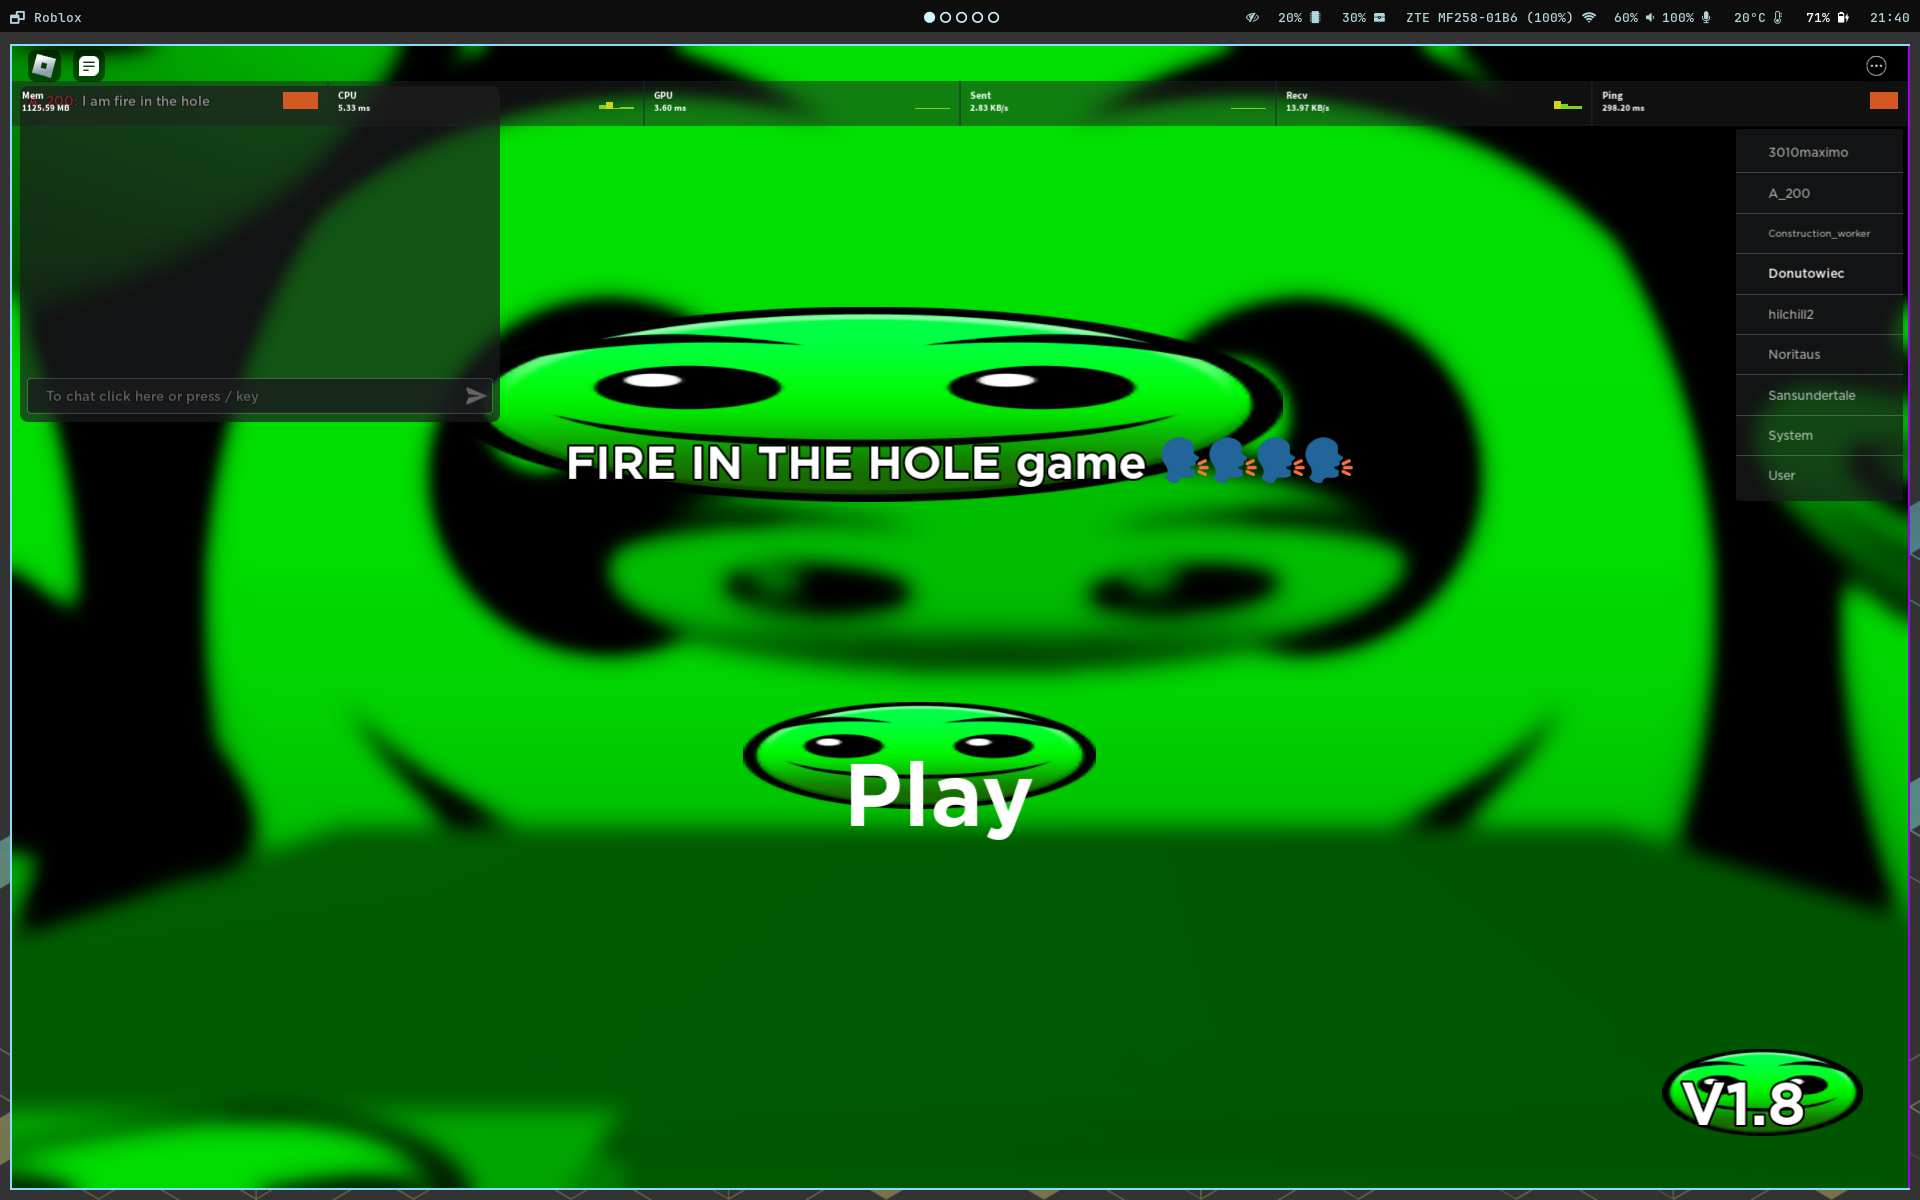 Roblox
20%
30%
ZTE MF258-01B6 (100%)
60%
100%
20°C
71%
21:40
Mem
1125.59 MB
CPU
5.33 ms
GPU
3.60 ms
Sent
2.83 KB/s
Recv
13.97 KB/s
Ping
298.20 ms
A_200: I am fire in the hole
To chat click here or press / key
3010maximo
A_200
Construction_worker
Donutowiec
hilchill2
Noritaus
Sansundertale
System
User
FIRE IN THE HOLE game 🗣️🗣️🗣️🗣️
Play
V1.8